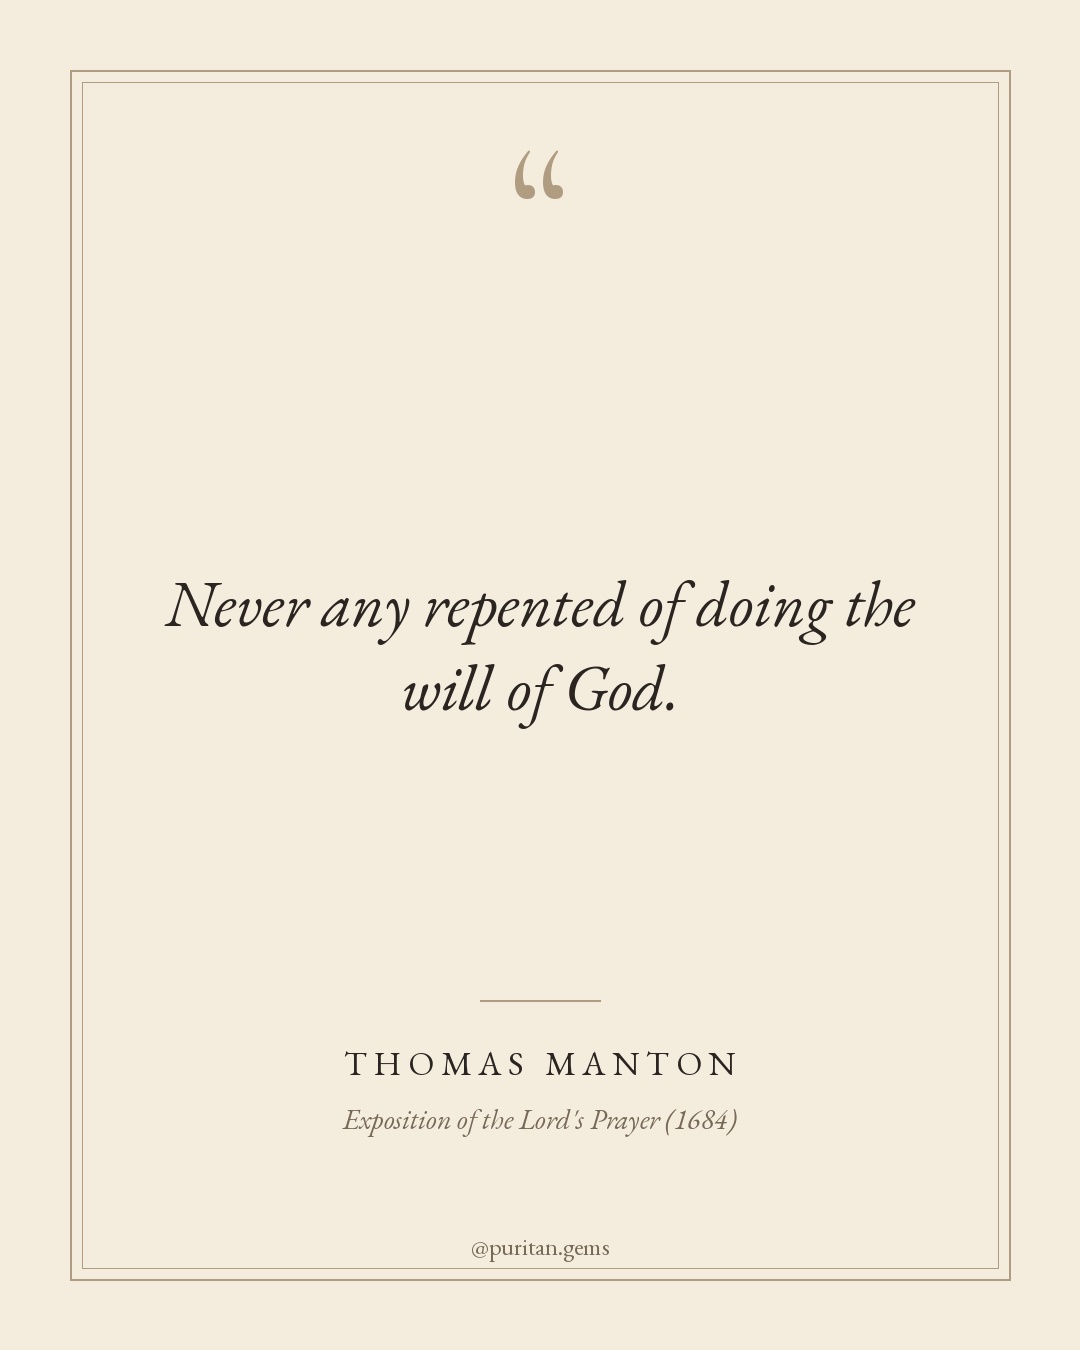 “
Never any repented of doing the
will of God.
THOMAS MANTON
Exposition of the Lord's Prayer (1684)
@puritan.gems